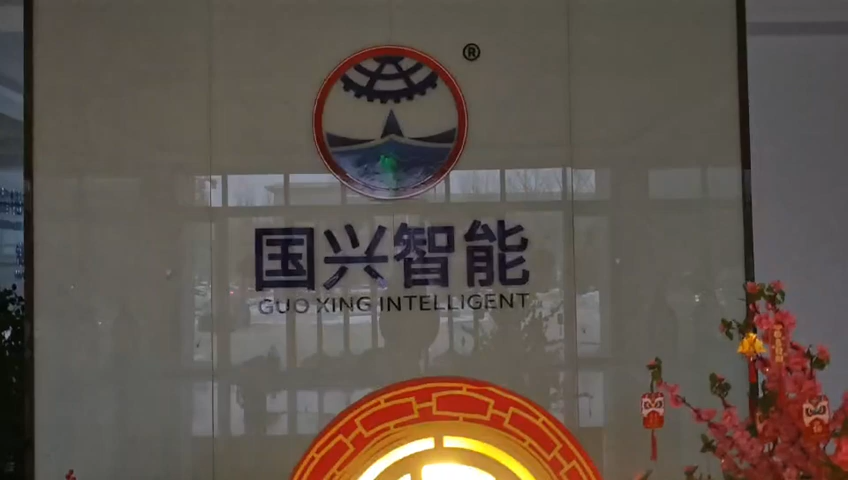 ®
国兴智能
GUO XING INTELLIGENT